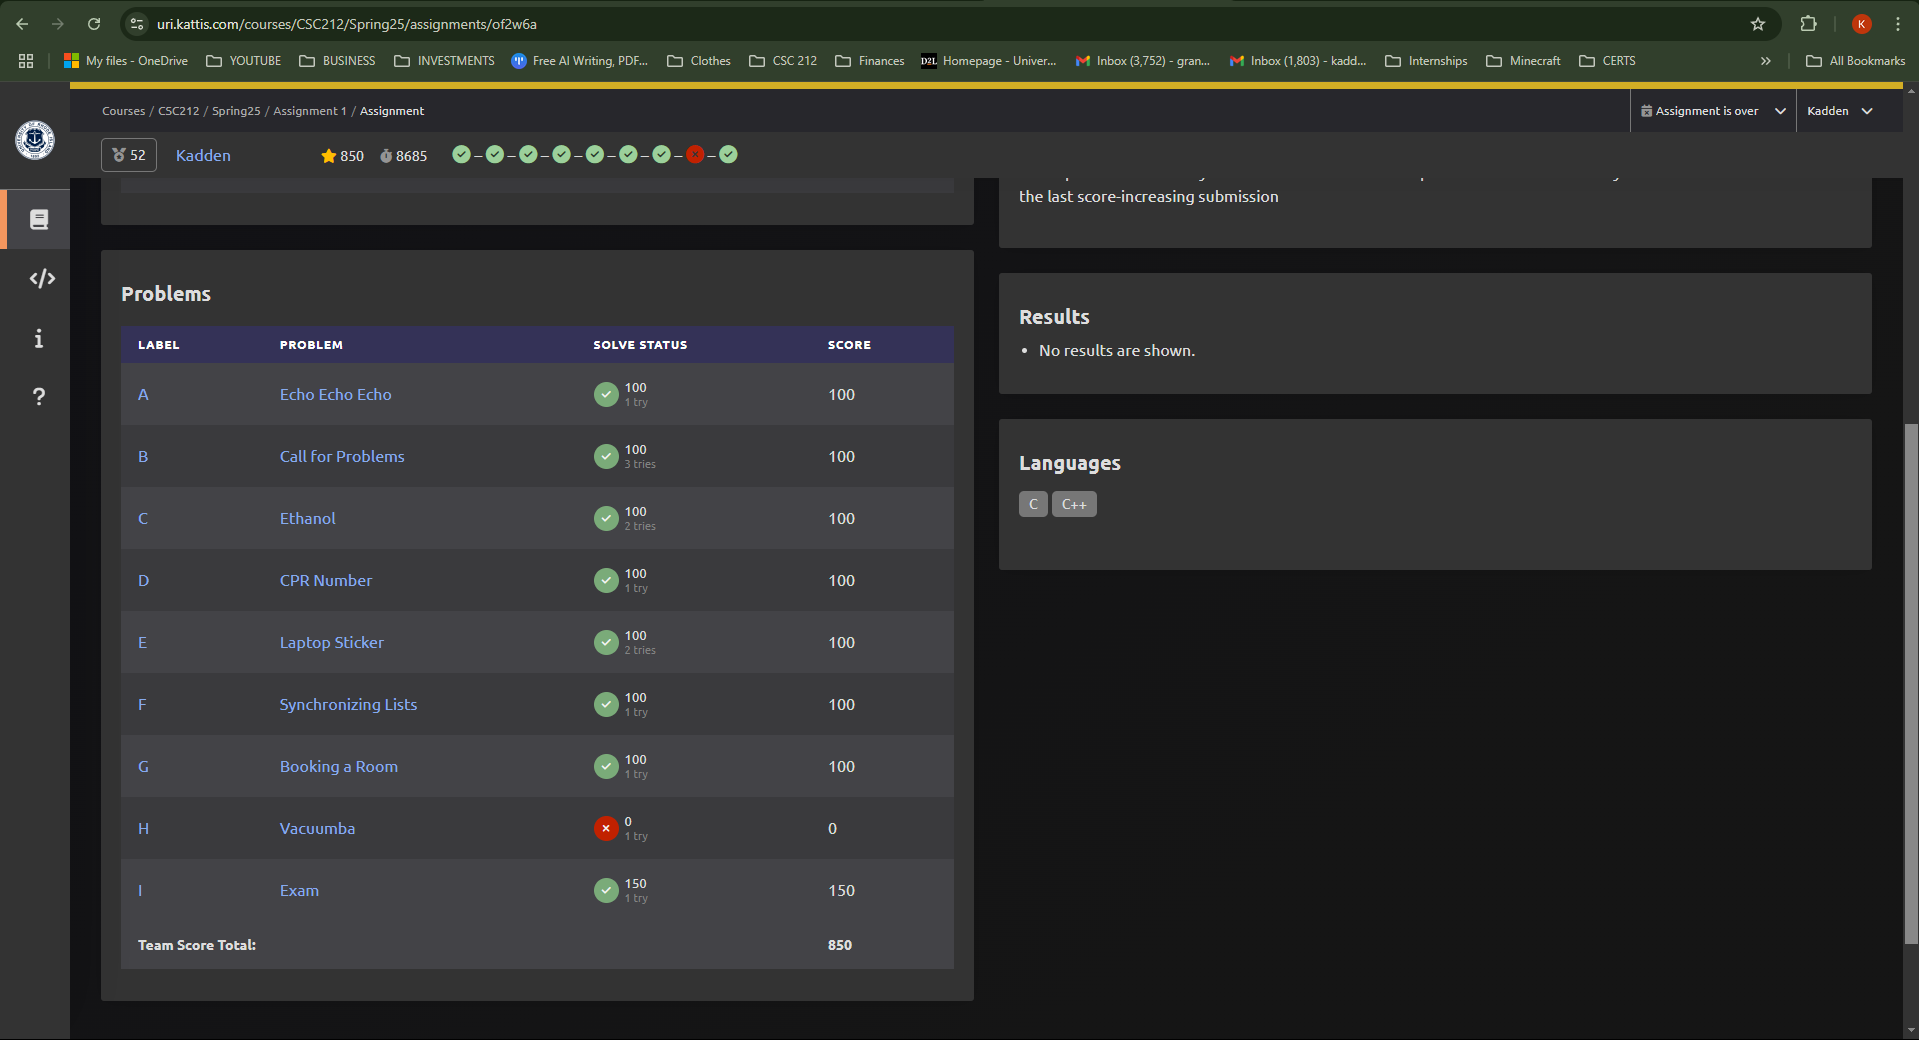 uri.kattis.com/courses/CSC212/Spring25/assignments/of2w6a
K
My files - OneDrive YOUTUBE BUSINESS INVESTMENTS Free AI Writing, PDF... Clothes CSC 212 Finances D2L Homepage - Univer... Inbox (3,752) - gran... Inbox (1,803) - kadd... Internships Minecraft CERTS » All Bookmarks
Courses / CSC212 / Spring25 / Assignment 1 / Assignment
Assignment is over
Kadden
52 Kadden 850 8685
the last score-increasing submission
Problems
LABEL PROBLEM SOLVE STATUS SCORE
A Echo Echo Echo 100 1 try 100
B Call for Problems 100 3 tries 100
C Ethanol 100 2 tries 100
D CPR Number 100 1 try 100
E Laptop Sticker 100 2 tries 100
F Synchronizing Lists 100 1 try 100
G Booking a Room 100 1 try 100
H Vacuumba 0 1 try 0
I Exam 150 1 try 150
Team Score Total: 850
Results
• No results are shown.
Languages
C C++